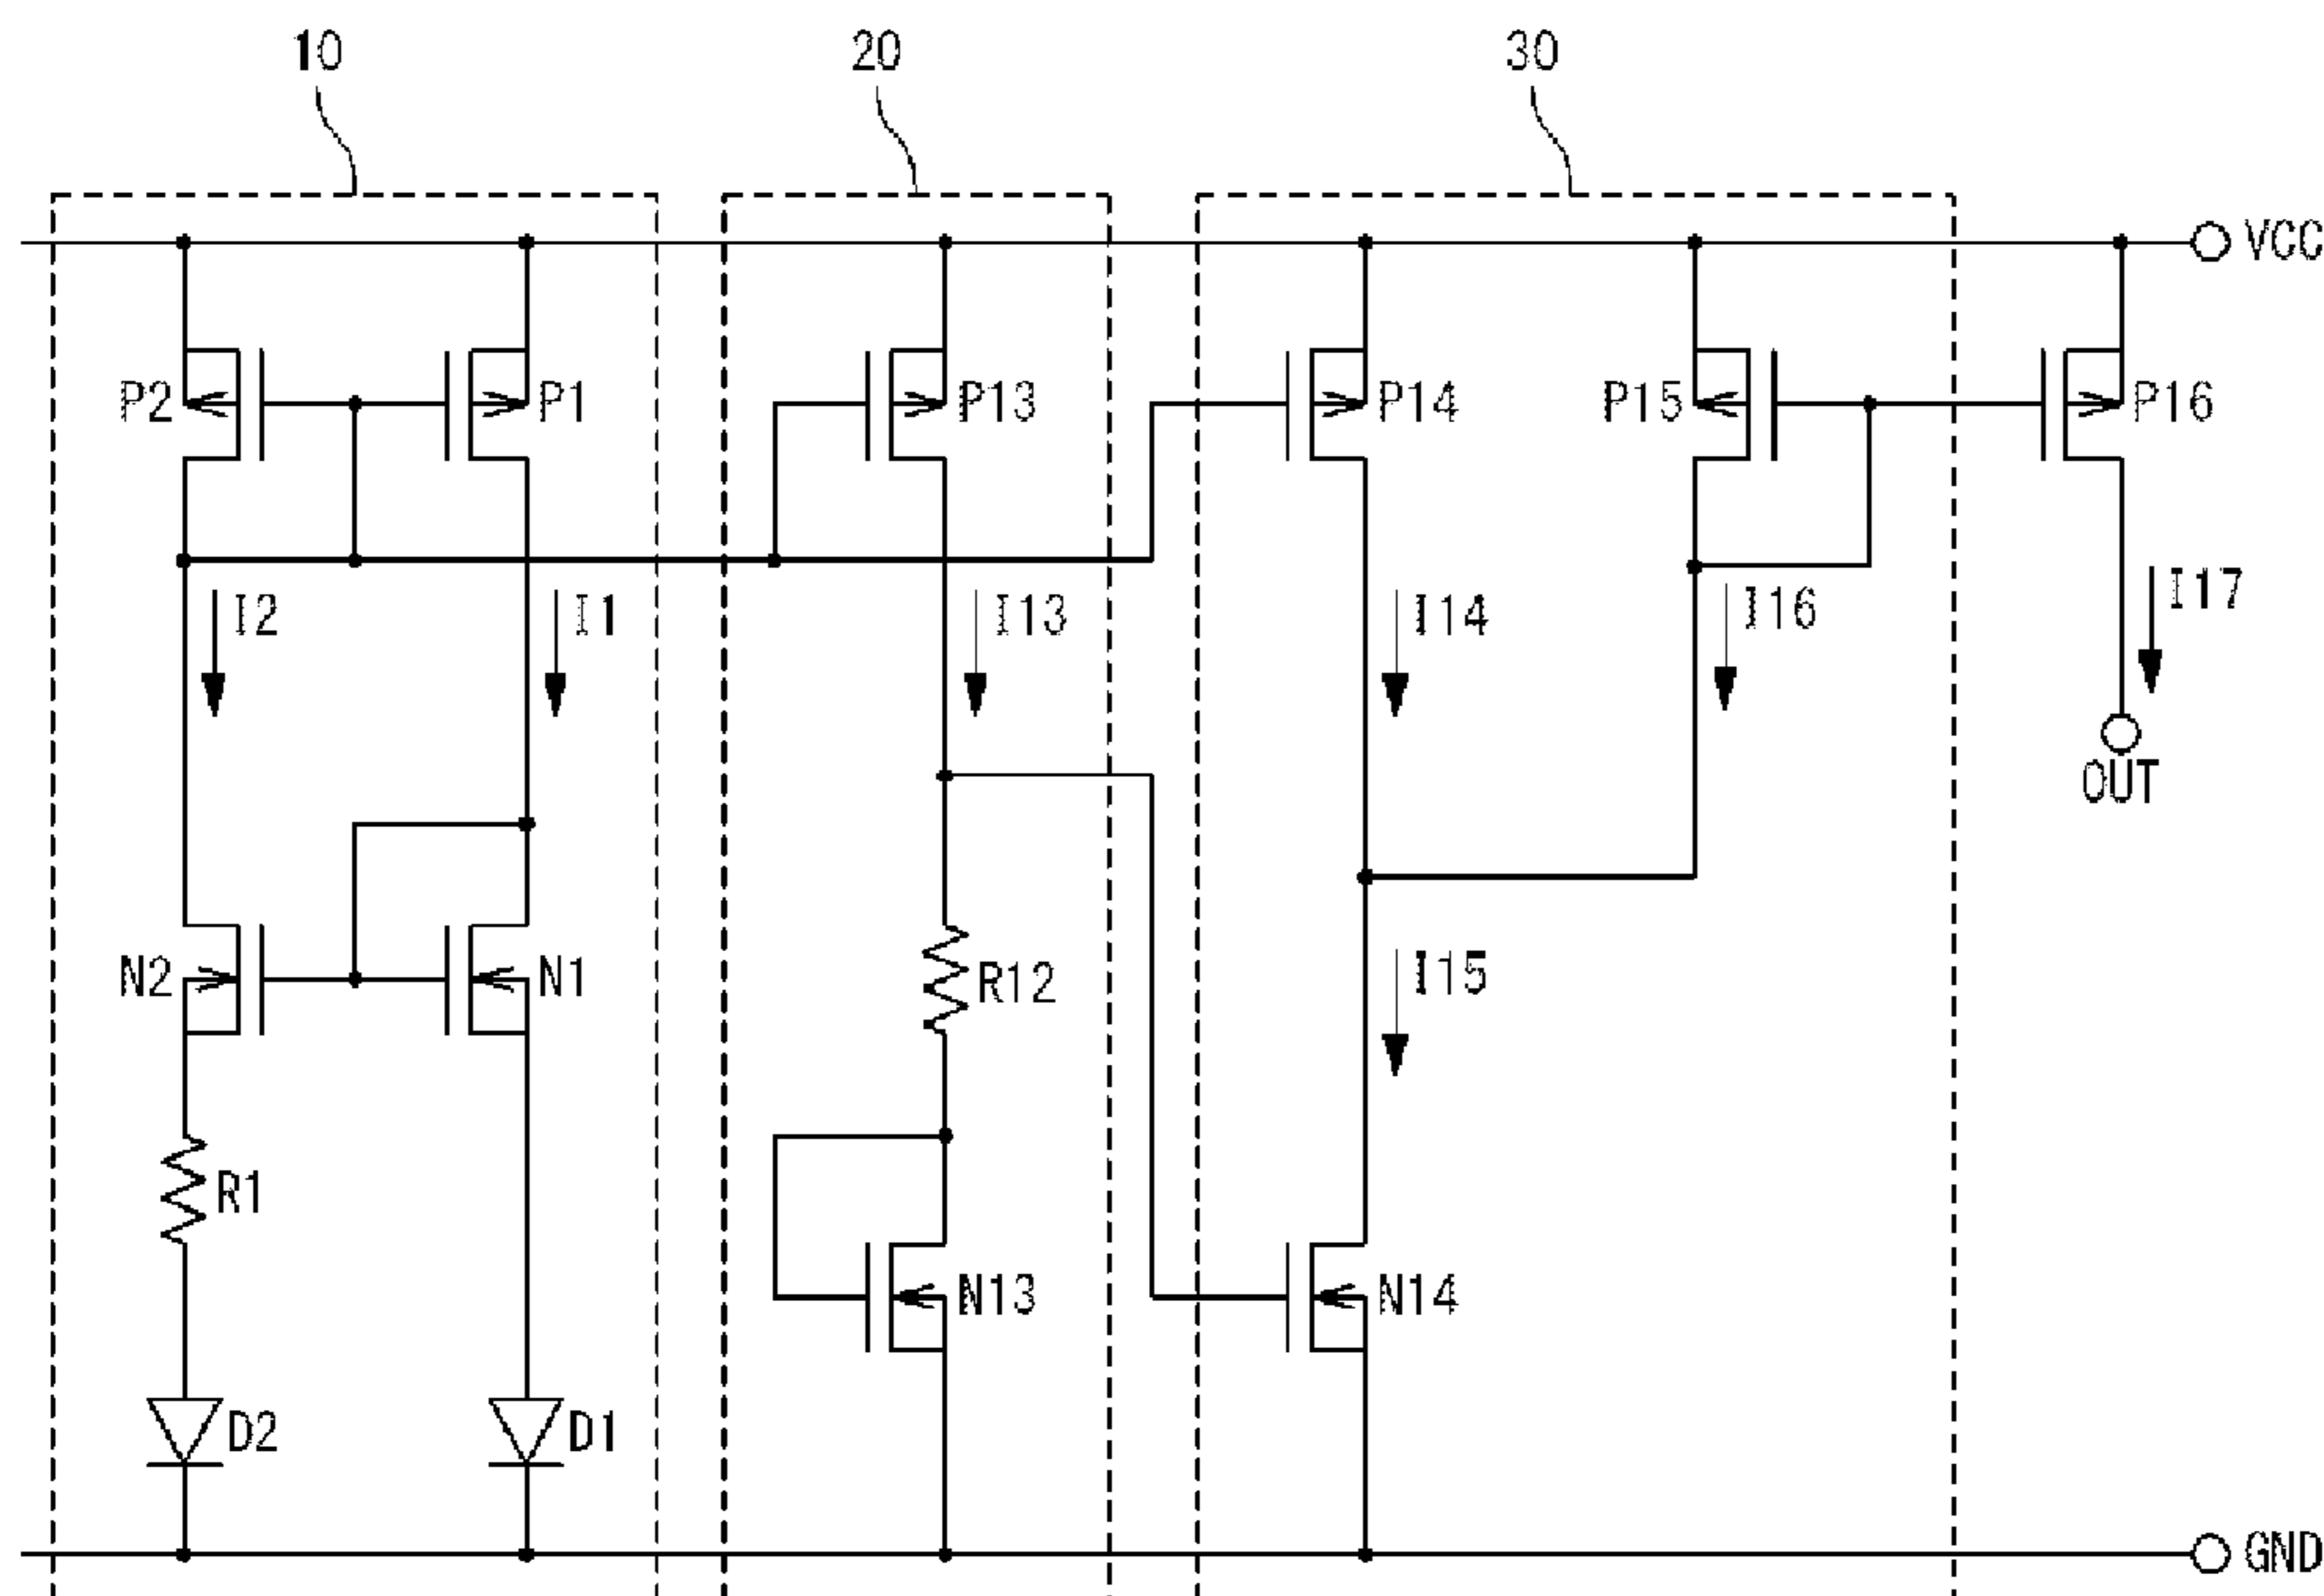 10 20 30
VCC
P2 P1 P13 P14 P15 P16
I2 I1 I13 I14 I16 I17
OUT
N2 N1 R12 I15
R1
N13 N14
D2 D1
GND